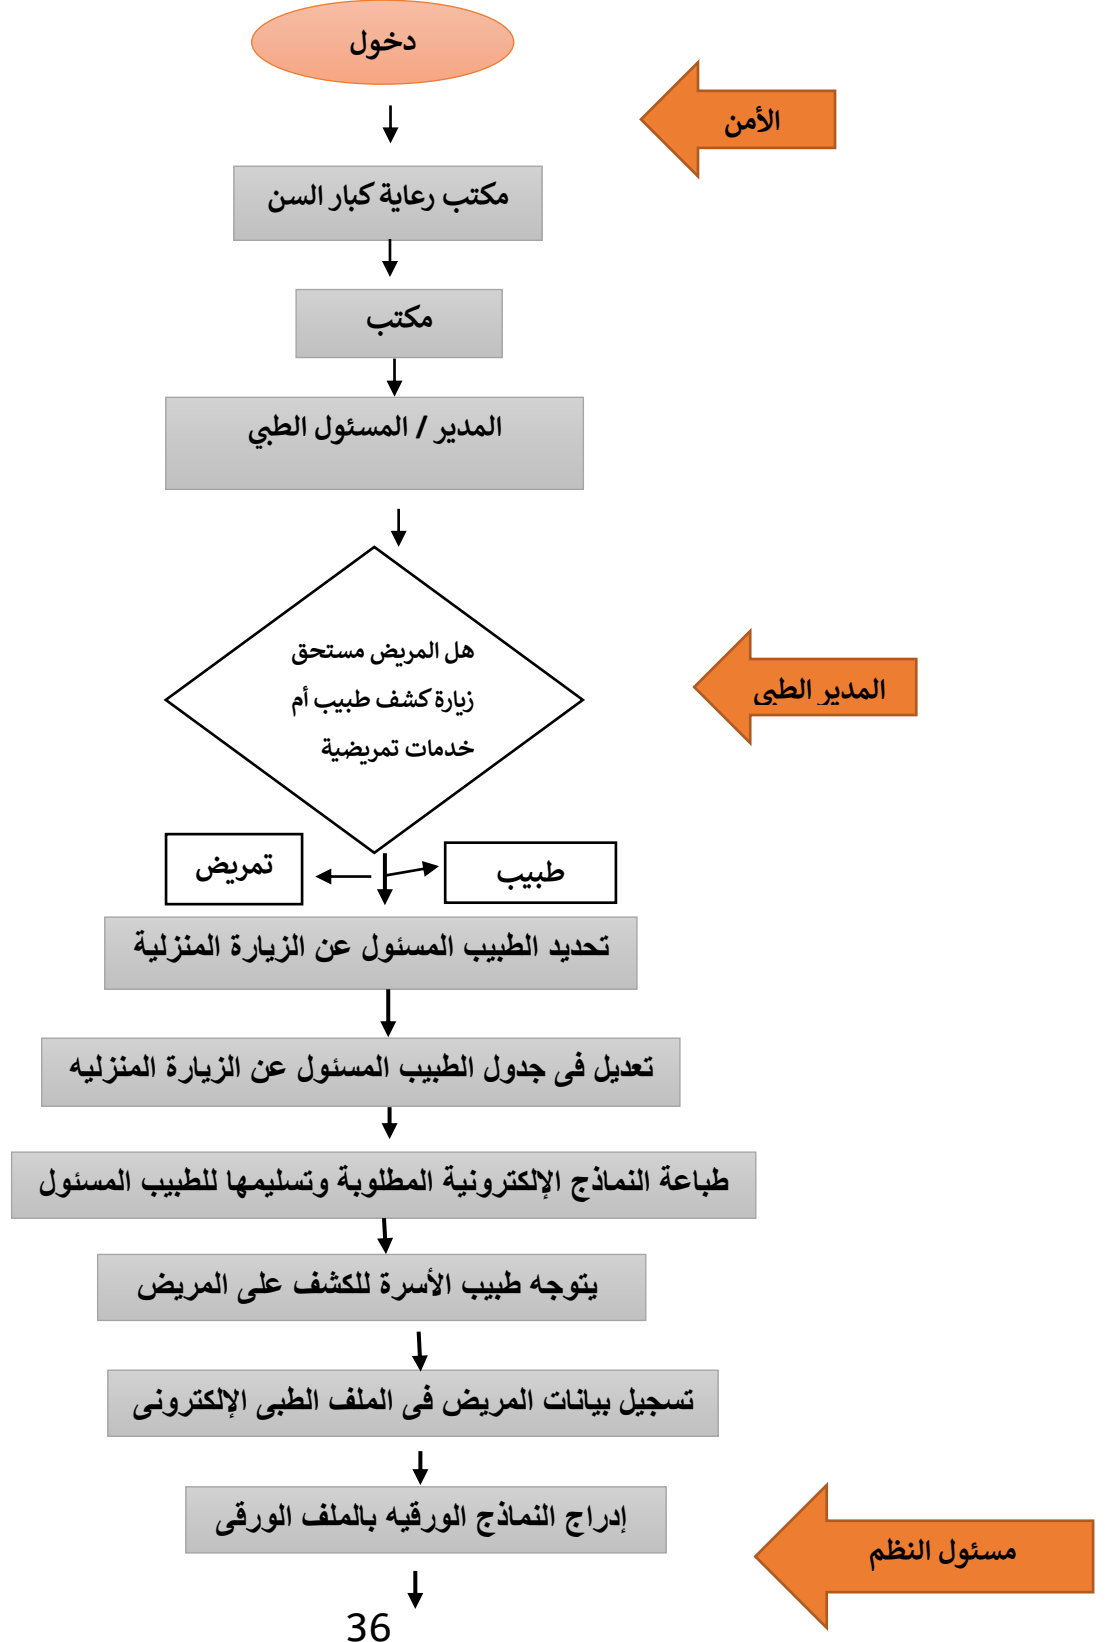 دخول
الأمن
مكتب رعاية كبار السن
مكتب
المدير / المسئول الطبي
هل المريض مستحق
زيارة كشف طبيب أم
خدمات تمريضية
المدير الطبي
تمريض
طبيب
تحديد الطبيب المسئول عن الزيارة المنزلية
تعديل فى جدول الطبيب المسئول عن الزيارة المنزليه
طباعة النماذج الإلكترونية المطلوبة وتسليمها للطبيب المسئول
يتوجه طبيب الأسرة للكشف على المريض
تسجيل بيانات المريض فى الملف الطبى الإلكترونى
إدراج النماذج الورقيه بالملف الورقى
مسئول النظم
36